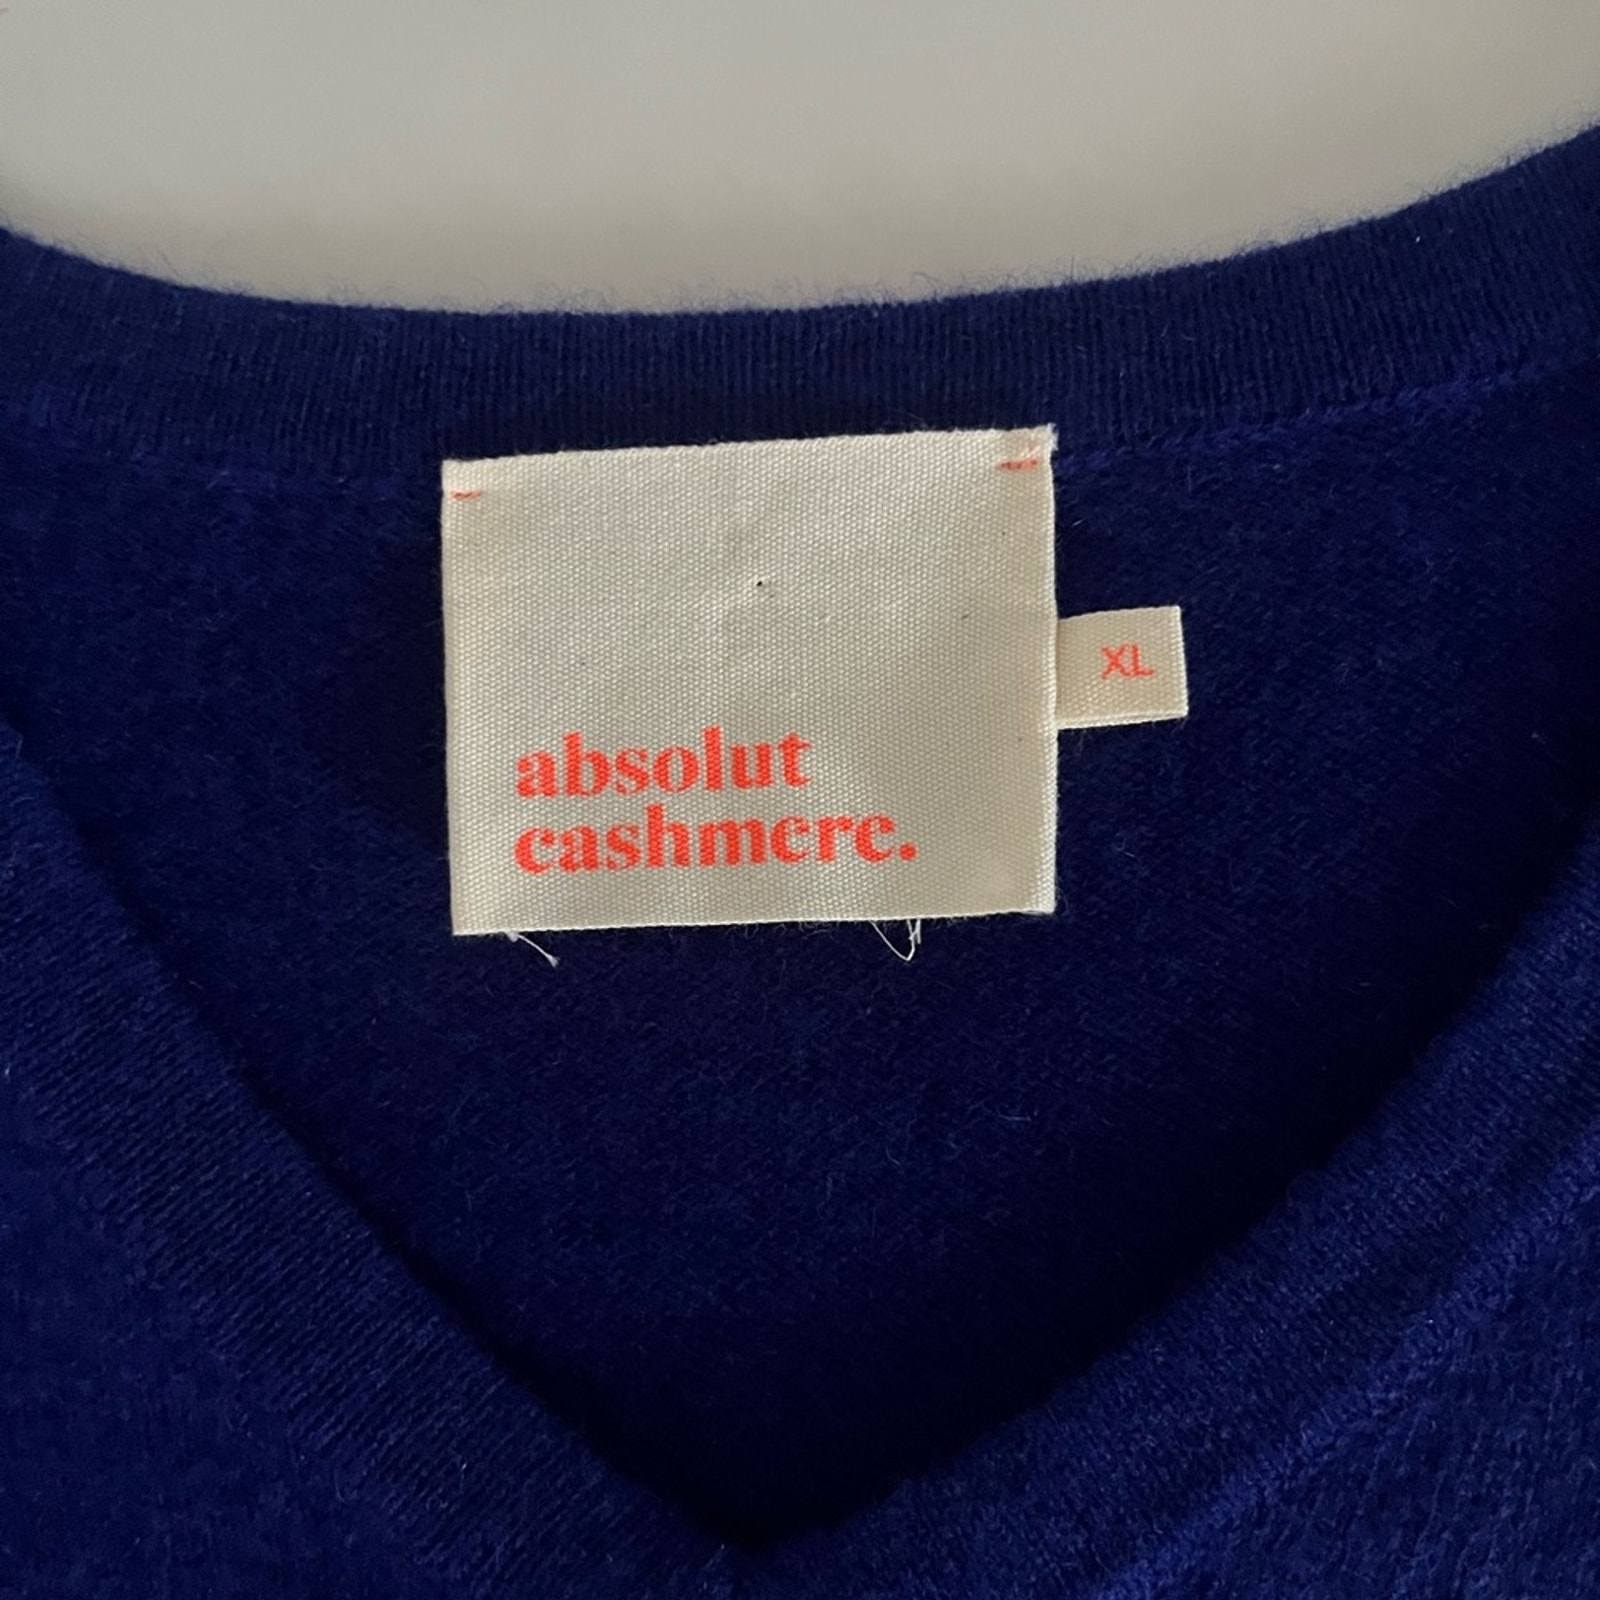 absolut
cashmere.
XL